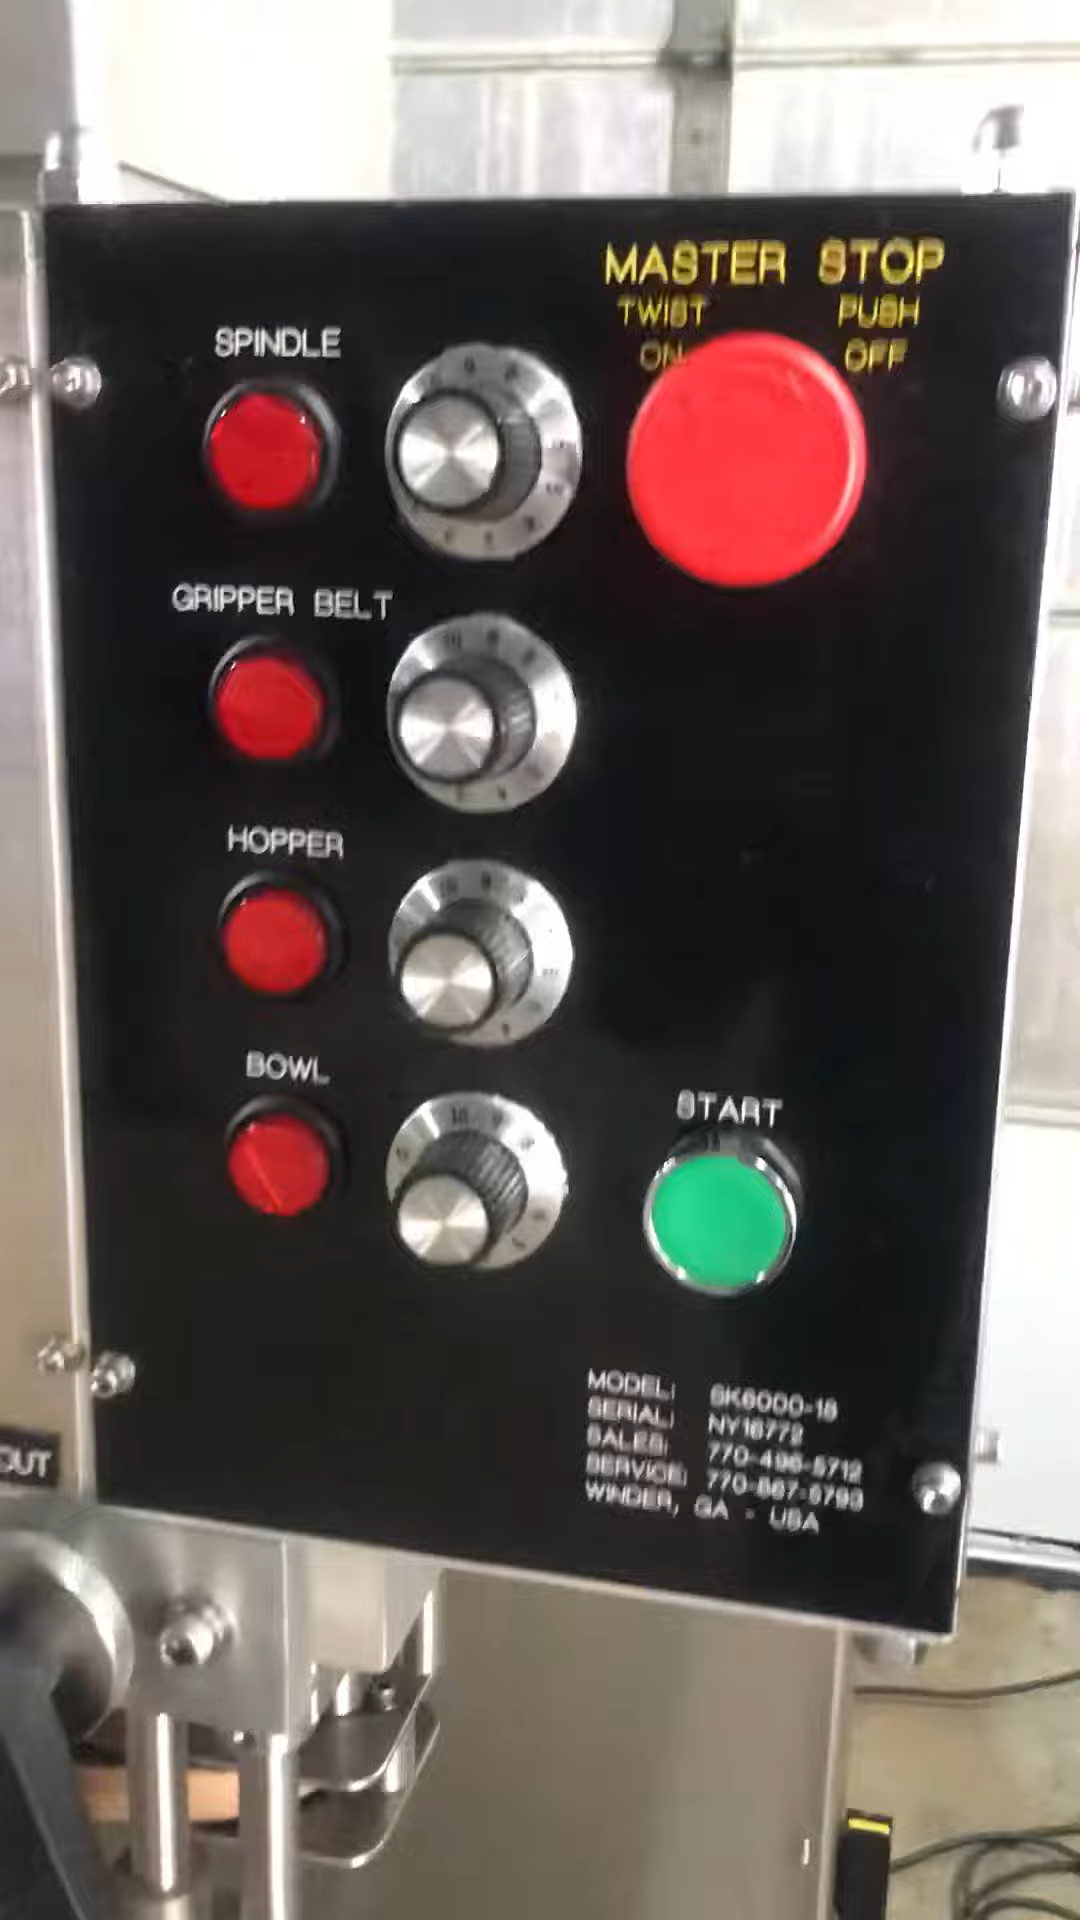 MASTER STOP
TWIST PUSH
ON OFF
SPINDLE
GRIPPER BELT
HOPPER
BOWL
START
MODEL: SK6000-18
SERIAL: NY16772
SALES: 770-496-5712
SERVICE: 770-867-5793
WINDER, GA - USA
OUT